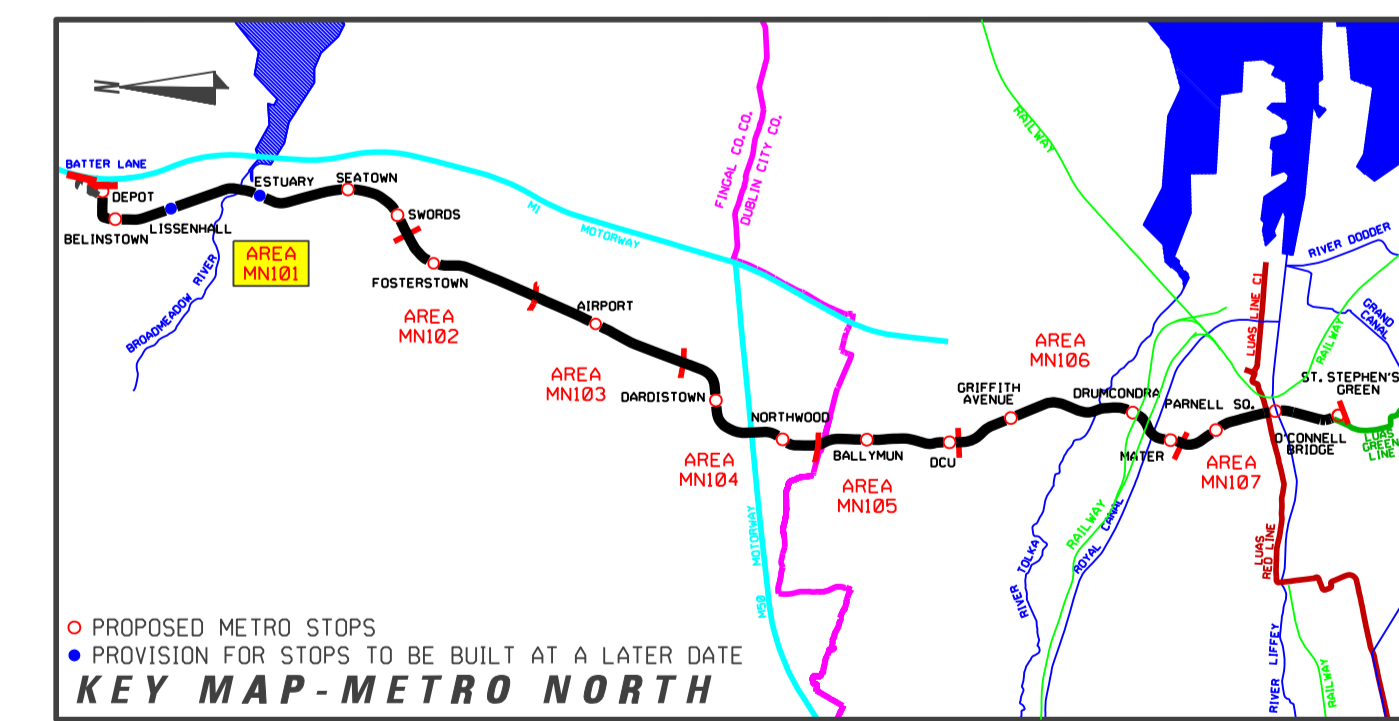 N
BATTER LANE
DEPOT
BELINSTOWN
LISSENHALL
ESTUARY
SEATOWN
SWORDS
AREA
MN101
BROADMEADOW RIVER
FOSTERSTOWN
AREA
MN102
M1
MOTORWAY
AIRPORT
AREA
MN103
DARDISTOWN
FINGAL CO.CO.
DUBLIN CITY CO.
NORTHWOOD
AREA
MN104
MOTORWAY
M50
BALLYMUN
AREA
MN105
DCU
GRIFFITH
AVENUE
AREA
MN106
DRUMCONDRA
MATER
PARNELL SQ.
AREA
MN107
O'CONNELL
BRIDGE
ST. STEPHEN'S
GREEN
LUAS
GREEN
LINE
RAILWAY
LUAS LINE C1
RIVER DODDER
GRAND
CANAL
RAILWAY
RIVER TOLKA
RAILWAY
ROYAL CANAL
LUAS
RED LINE
RIVER LIFFEY
RAILWAY
PROPOSED METRO STOPS
PROVISION FOR STOPS TO BE BUILT AT A LATER DATE
KEY MAP-METRO NORTH